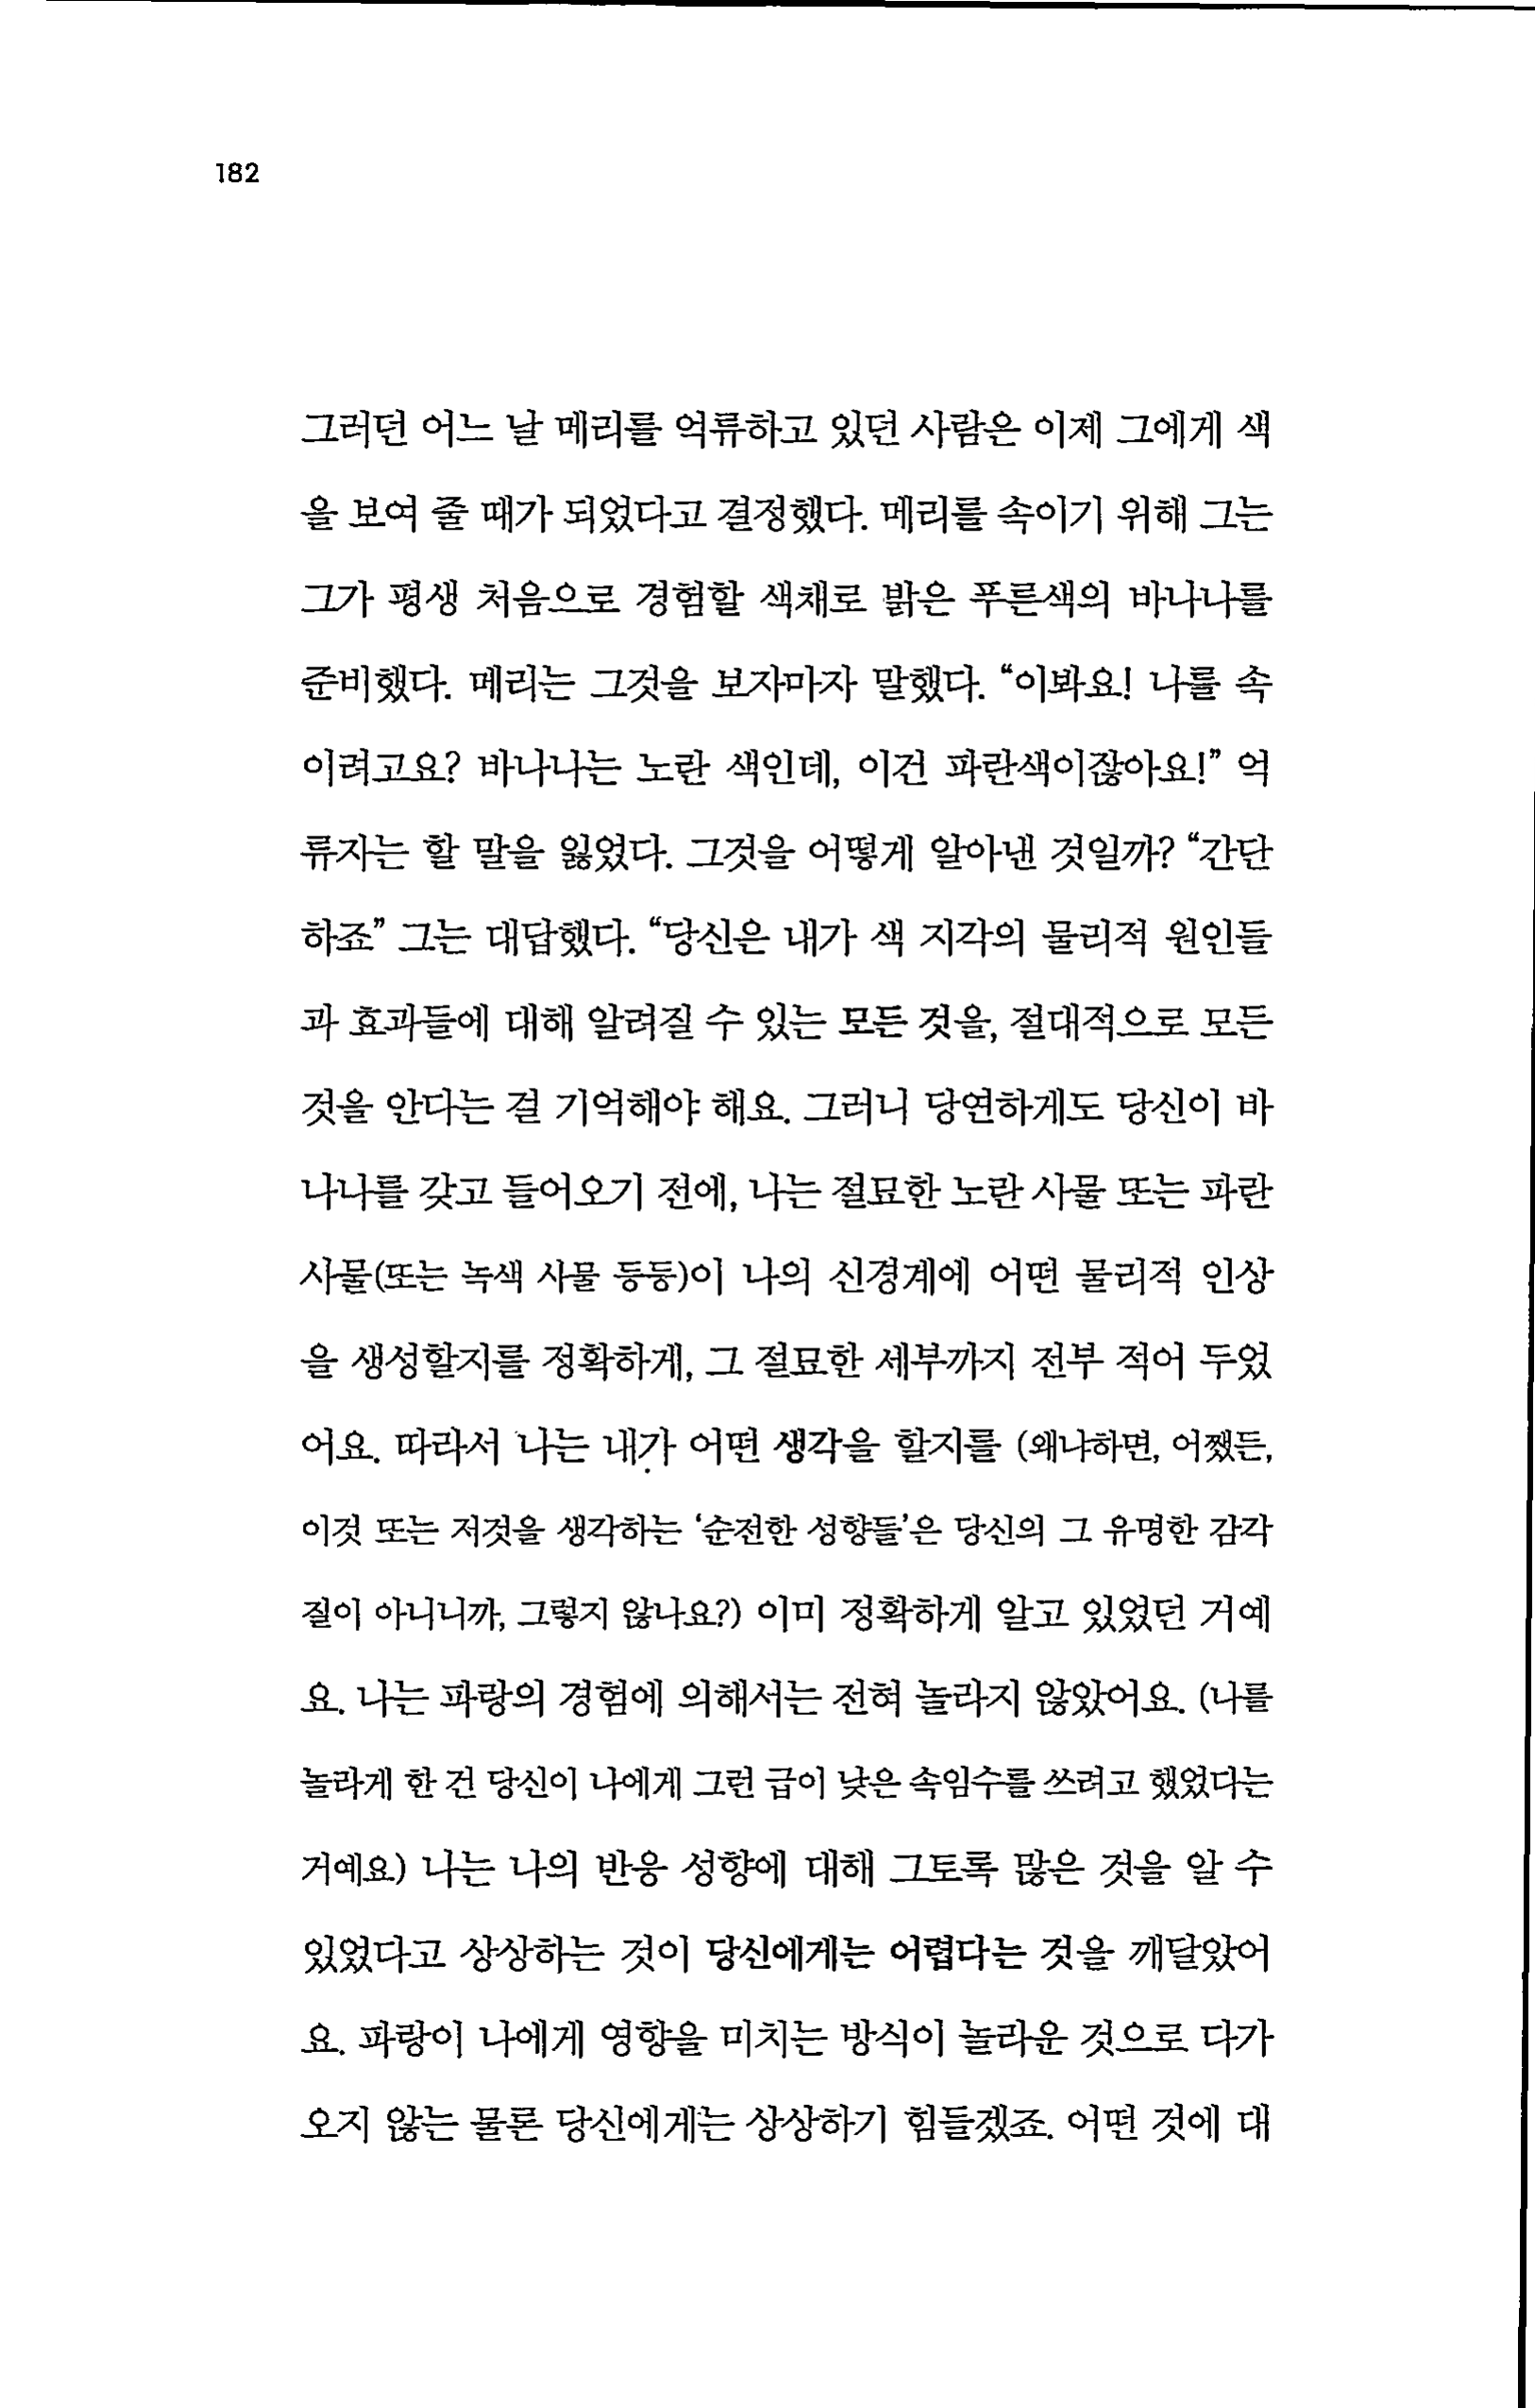 182
그러던 어느 날 메리를 억류하고 있던 사람은 이제 그에게 색
을 보여 줄 때가 되었다고 결정했다. 메리를 속이기 위해 그는
그가 평생 처음으로 경험할 색채로 밝은 푸른색의 바나나를
준비했다. 메리는 그것을 보자마자 말했다. “이봐요! 나를 속
이려고요? 바나나는 노란 색인데, 이건 파란색이잖아요!” 억
류자는 할 말을 잃었다. 그것을 어떻게 알아낸 것일까? “간단
하죠” 그는 대답했다. “당신은 내가 색 지각의 물리적 원인들
과 효과들에 대해 알려질 수 있는 모든 것을, 절대적으로 모든
것을 안다는 걸 기억해야 해요. 그러니 당연하게도 당신이 바
나나를 갖고 들어오기 전에, 나는 절묘한 노란 사물 또는 파란
사물(또는 녹색 사물 등등)이 나의 신경계에 어떤 물리적 인상
을 생성할지를 정확하게, 그 절묘한 세부까지 전부 적어 두었
어요. 따라서 나는 내가 어떤 생각을 할지를 (왜냐하면, 어쨌든,
이것 또는 저것을 생각하는 ‘순전한 성향들’은 당신의 그 유명한 감각
질이 아니니까, 그렇지 않나요?) 이미 정확하게 알고 있었던 거예
요. 나는 파랑의 경험에 의해서는 전혀 놀라지 않았어요. (나를
놀라게 한 건 당신이 나에게 그런 급이 낮은 속임수를 쓰려고 했었다는
거예요) 나는 나의 반응 성향에 대해 그토록 많은 것을 알 수
있었다고 상상하는 것이 당신에게는 어렵다는 것을 깨달았어
요. 파랑이 나에게 영향을 미치는 방식이 놀라운 것으로 다가
오지 않는 물론 당신에게는 상상하기 힘들겠죠. 어떤 것에 대